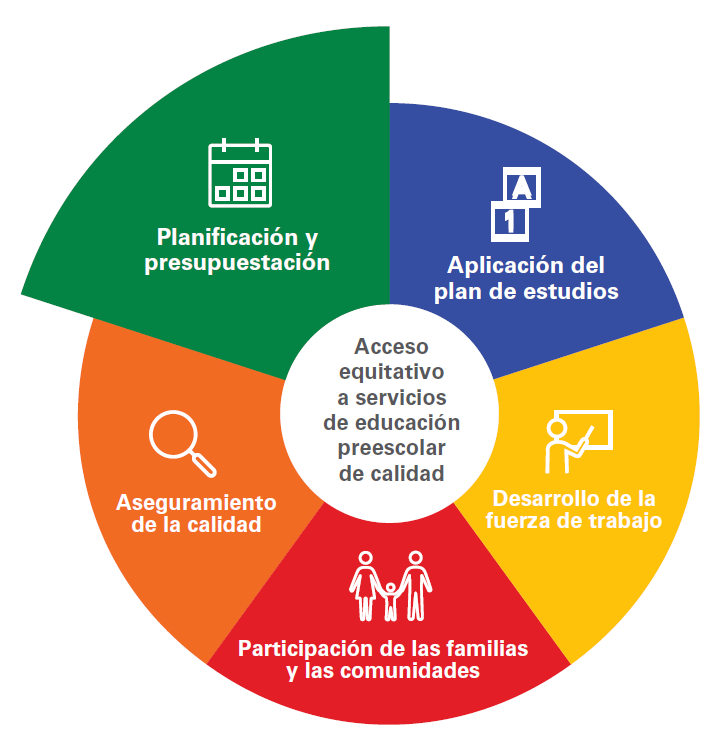 Planificación y
presupuestación
A
1
Aplicación del
plan de estudios
Acceso
equitativo
a servicios
de educación
preescolar
de calidad
Desarrollo de la
fuerza de trabajo
Participación de las familias
y las comunidades
Aseguramiento
de la calidad